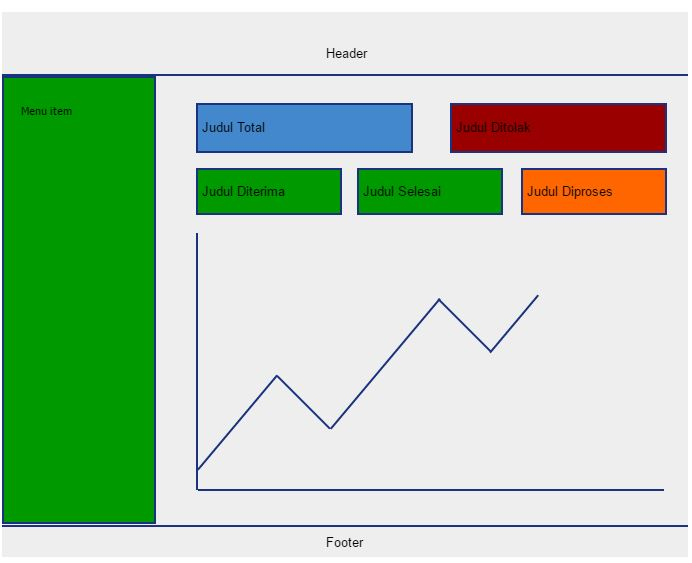 Header
Menu item
Judul Total
Judul Ditolak
Judul Diterima
Judul Selesai
Judul Diproses
Footer